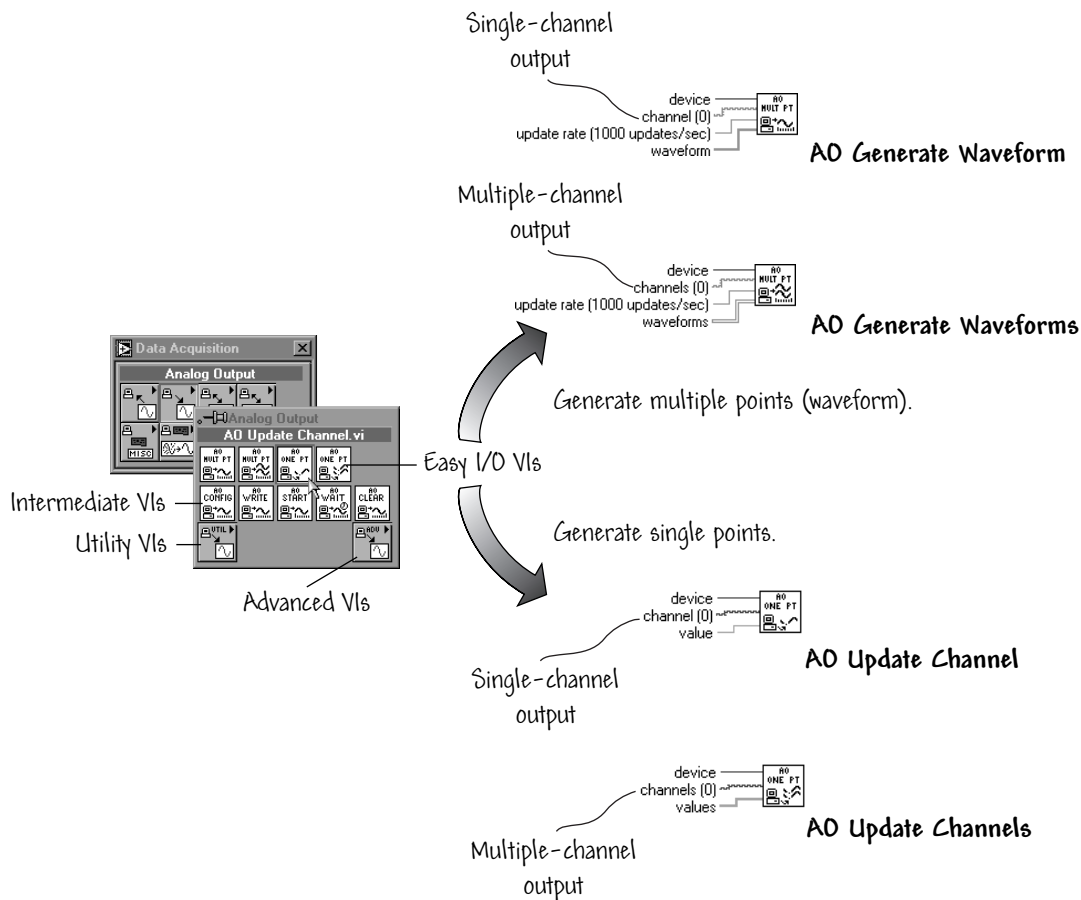 Single-channel
output
device
channel (0)
update rate (1000 updates/sec)
waveform
AO
MULT PT
AO Generate Waveform
Multiple-channel
output
device
channels (0)
update rate (1000 updates/sec)
waveforms
AO
MULT PT
AO Generate Waveforms
Generate multiple points (waveform).
Data Acquisition
Analog Output
MISC
Analog Output
AO Update Channel.vi
AO MULT PT
AO MULT PT
AO ONE PT
AO ONE PT
AO CONFIG
AO WRITE
AO START
AO WAIT
AO CLEAR
UTIL
ADV
Easy I/O VIs
Intermediate VIs
Utility VIs
Advanced VIs
Generate single points.
device
channel (0)
value
AO
ONE PT
AO Update Channel
Single-channel
output
device
channels (0)
values
AO
ONE PT
AO Update Channels
Multiple-channel
output